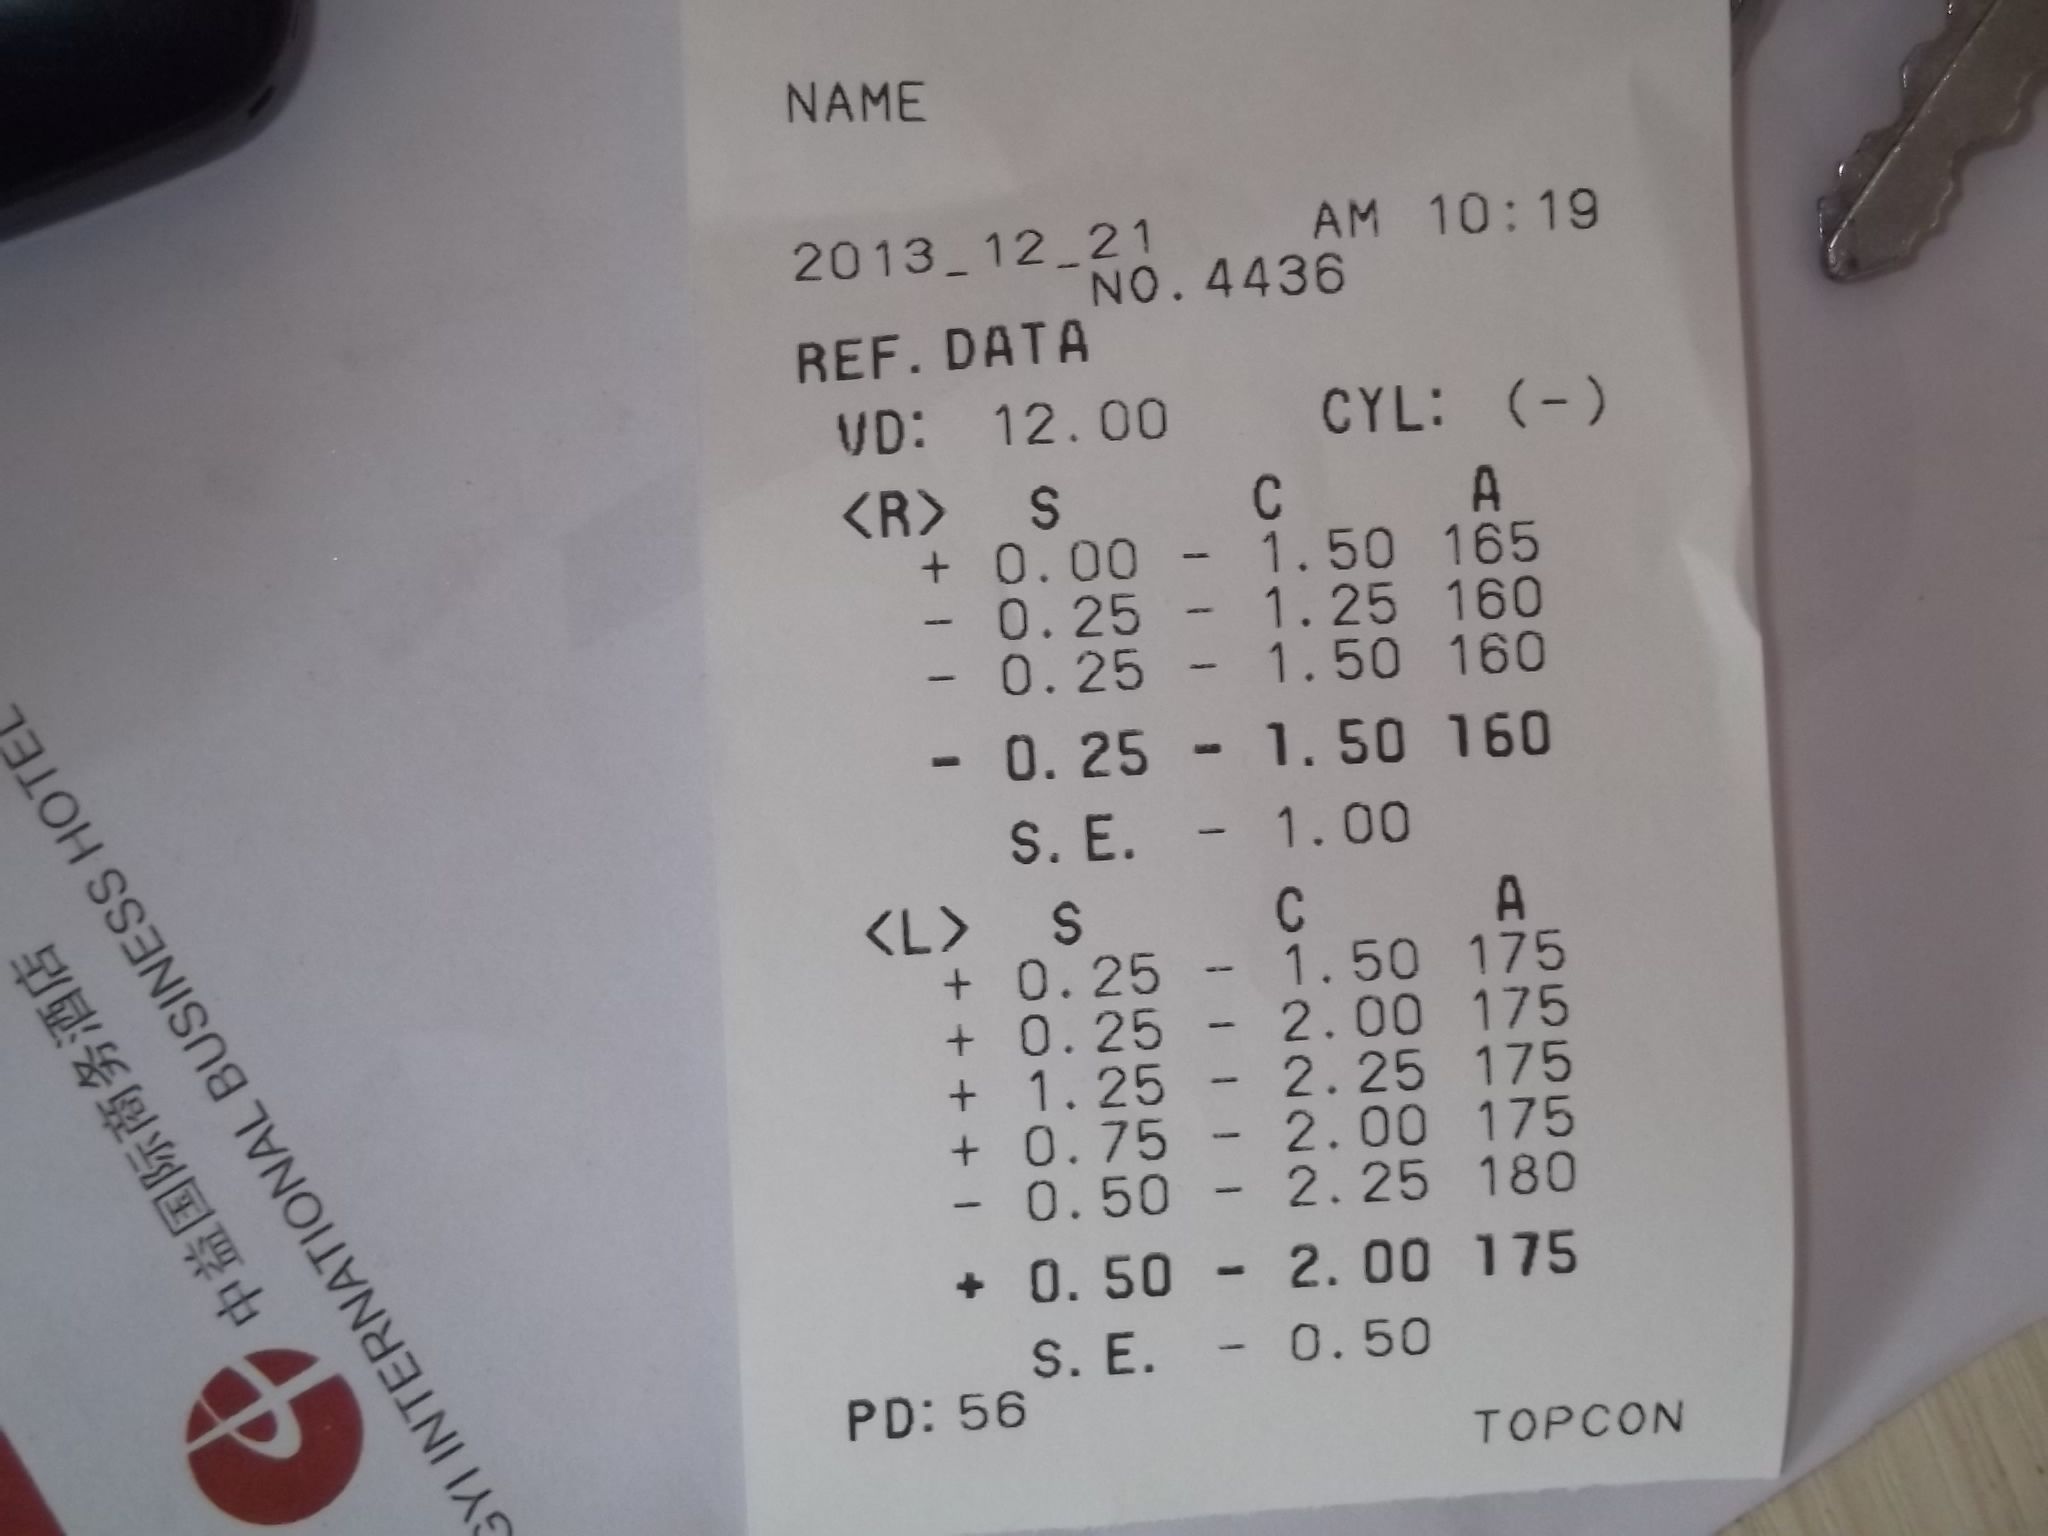 NAME
2013_12_21 AM 10:19
NO.4436
REF.DATA
VD: 12.00 CYL: (-)
<R> S C A
+ 0.00 - 1.50 165
- 0.25 - 1.25 160
- 0.25 - 1.50 160
- 0.25 - 1.50 160
S.E. - 1.00
<L> S C A
+ 0.25 - 1.50 175
+ 0.25 - 2.00 175
+ 1.25 - 2.25 175
+ 0.75 - 2.00 175
- 0.50 - 2.25 180
+ 0.50 - 2.00 175
S.E. - 0.50
PD: 56
TOPCON
中益国际商务酒店
GYI INTERNATIONAL BUSINESS HOTEL